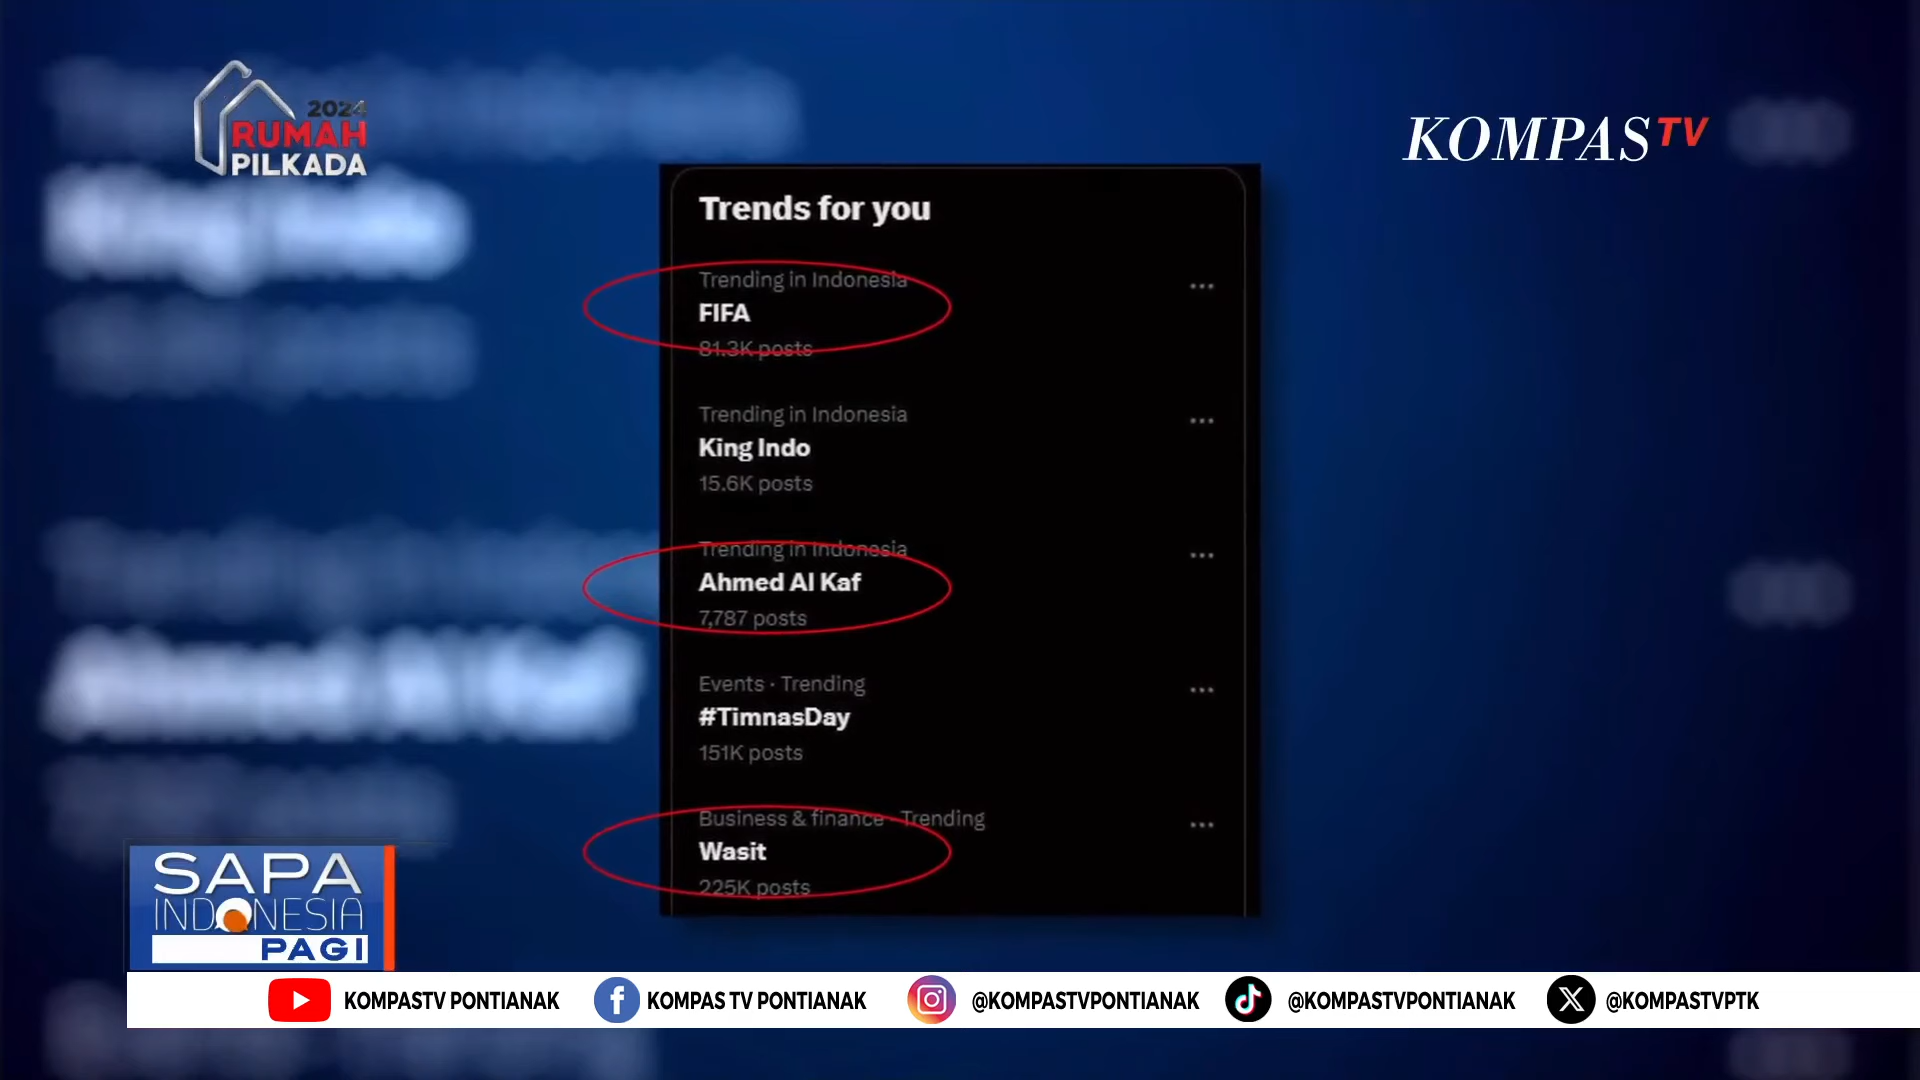 2024
RUMAH
PILKADA
KOMPAS TV
Trends for you
Trending in Indonesia
FIFA
81.3K posts
Trending in Indonesia
King Indo
15.6K posts
Trending in Indonesia
Ahmed Al Kaf
7,787 posts
Events · Trending
#TimnasDay
151K posts
Business & finance · Trending
Wasit
225K posts
SAPA
INDONESIA
PAGI
KOMPASTV PONTIANAK
KOMPAS TV PONTIANAK
@KOMPASTVPONTIANAK
@KOMPASTVPONTIANAK
@KOMPASTVPTK